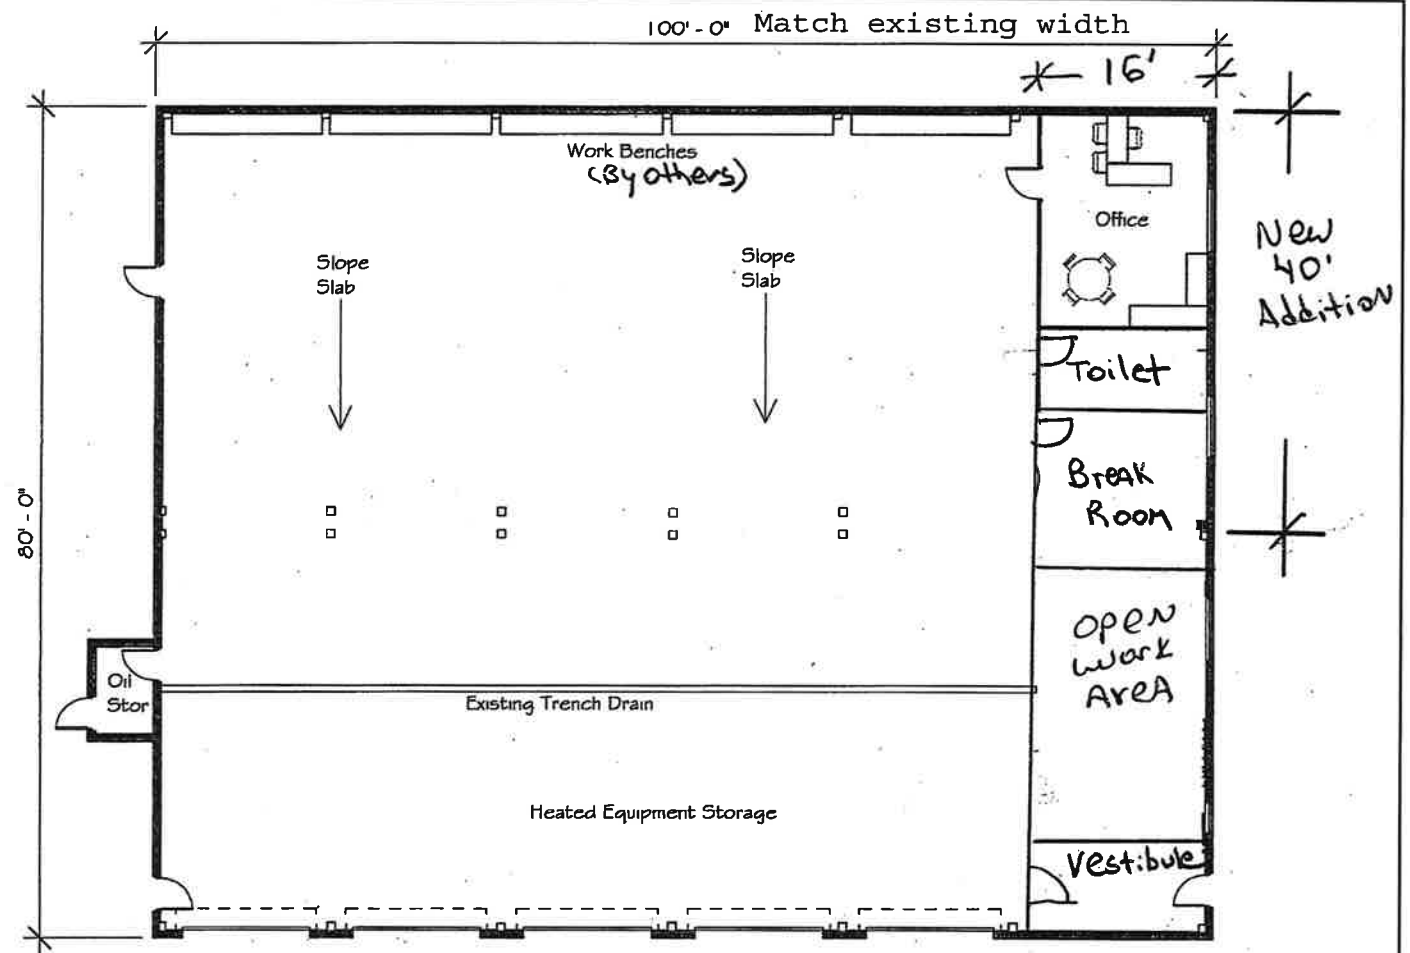 100'-0" Match existing width
16'
Work Benches
(By others)
Office
New
40'
Addition
Slope
Slab
Slope
Slab
Toilet
Break
Room
80'-0"
Open
Work
Area
Oil
Stor
Existing Trench Drain
Heated Equipment Storage
Vestibule